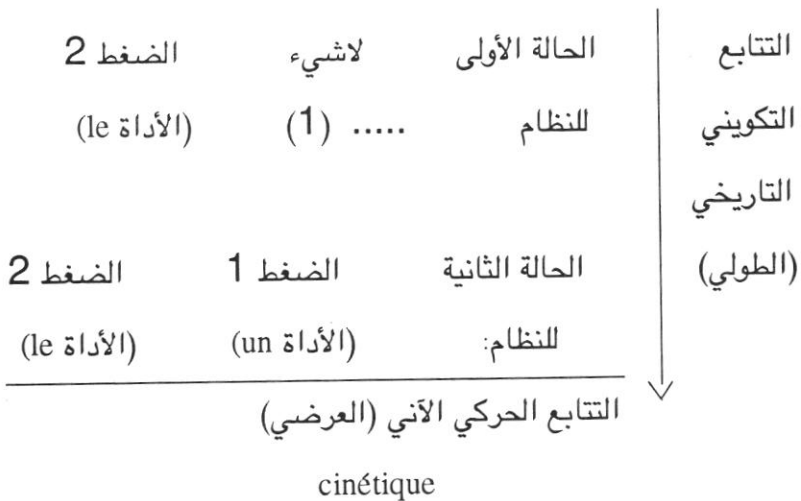 التتابع الحالة الأولى لاشيء الضغط 2
التكويني للنظام ..... (1) (الأداة le)
التاريخي
(الطولي) الحالة الثانية الضغط 1 الضغط 2
للنظام: (الأداة un) (الأداة le)
التتابع الحركي الآني (العرضي)
cinétique